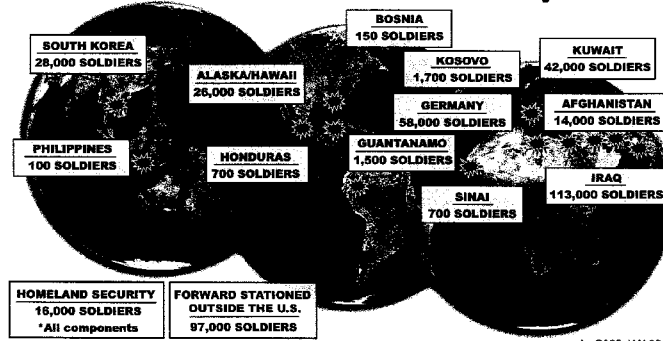 BOSNIA
150 SOLDIERS
SOUTH KOREA
28,000 SOLDIERS
KOSOVO
1,700 SOLDIERS
KUWAIT
42,000 SOLDIERS
ALASKA/HAWAII
26,000 SOLDIERS
GERMANY
58,000 SOLDIERS
AFGHANISTAN
14,000 SOLDIERS
PHILIPPINES
100 SOLDIERS
HONDURAS
700 SOLDIERS
GUANTANAMO
1,500 SOLDIERS
IRAQ
113,000 SOLDIERS
SINAI
700 SOLDIERS
HOMELAND SECURITY
16,000 SOLDIERS
*All components
FORWARD STATIONED
OUTSIDE THE U.S.
97,000 SOLDIERS